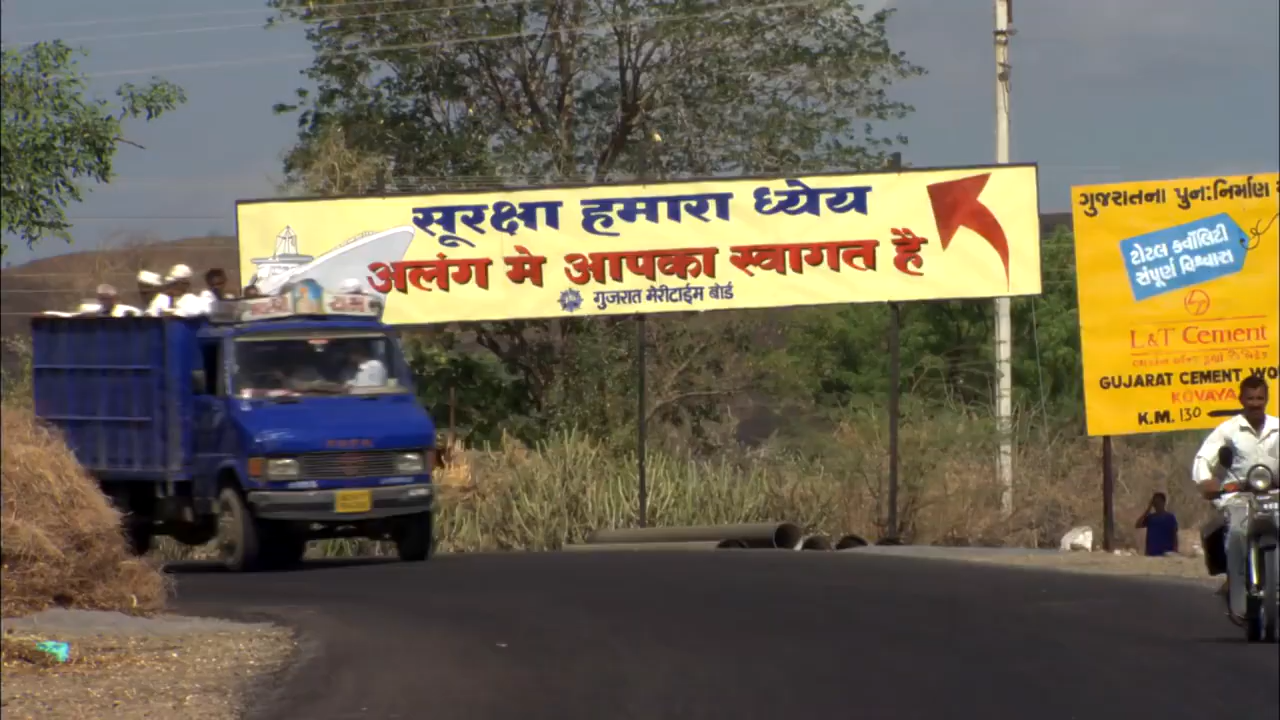 सूरक्षा हमारा ध्येय
अलंग मे आपका स्वागत है
गुजरात मेरीटाईम बोर्ड
ગુજરાતના પુન:નિર્માણ
ટોટલ ક્વૉલિટી
સંપૂર્ણ વિશ્વાસ
L&T Cement
GUJARAT CEMENT WO
KOVAYA
K.M. 130